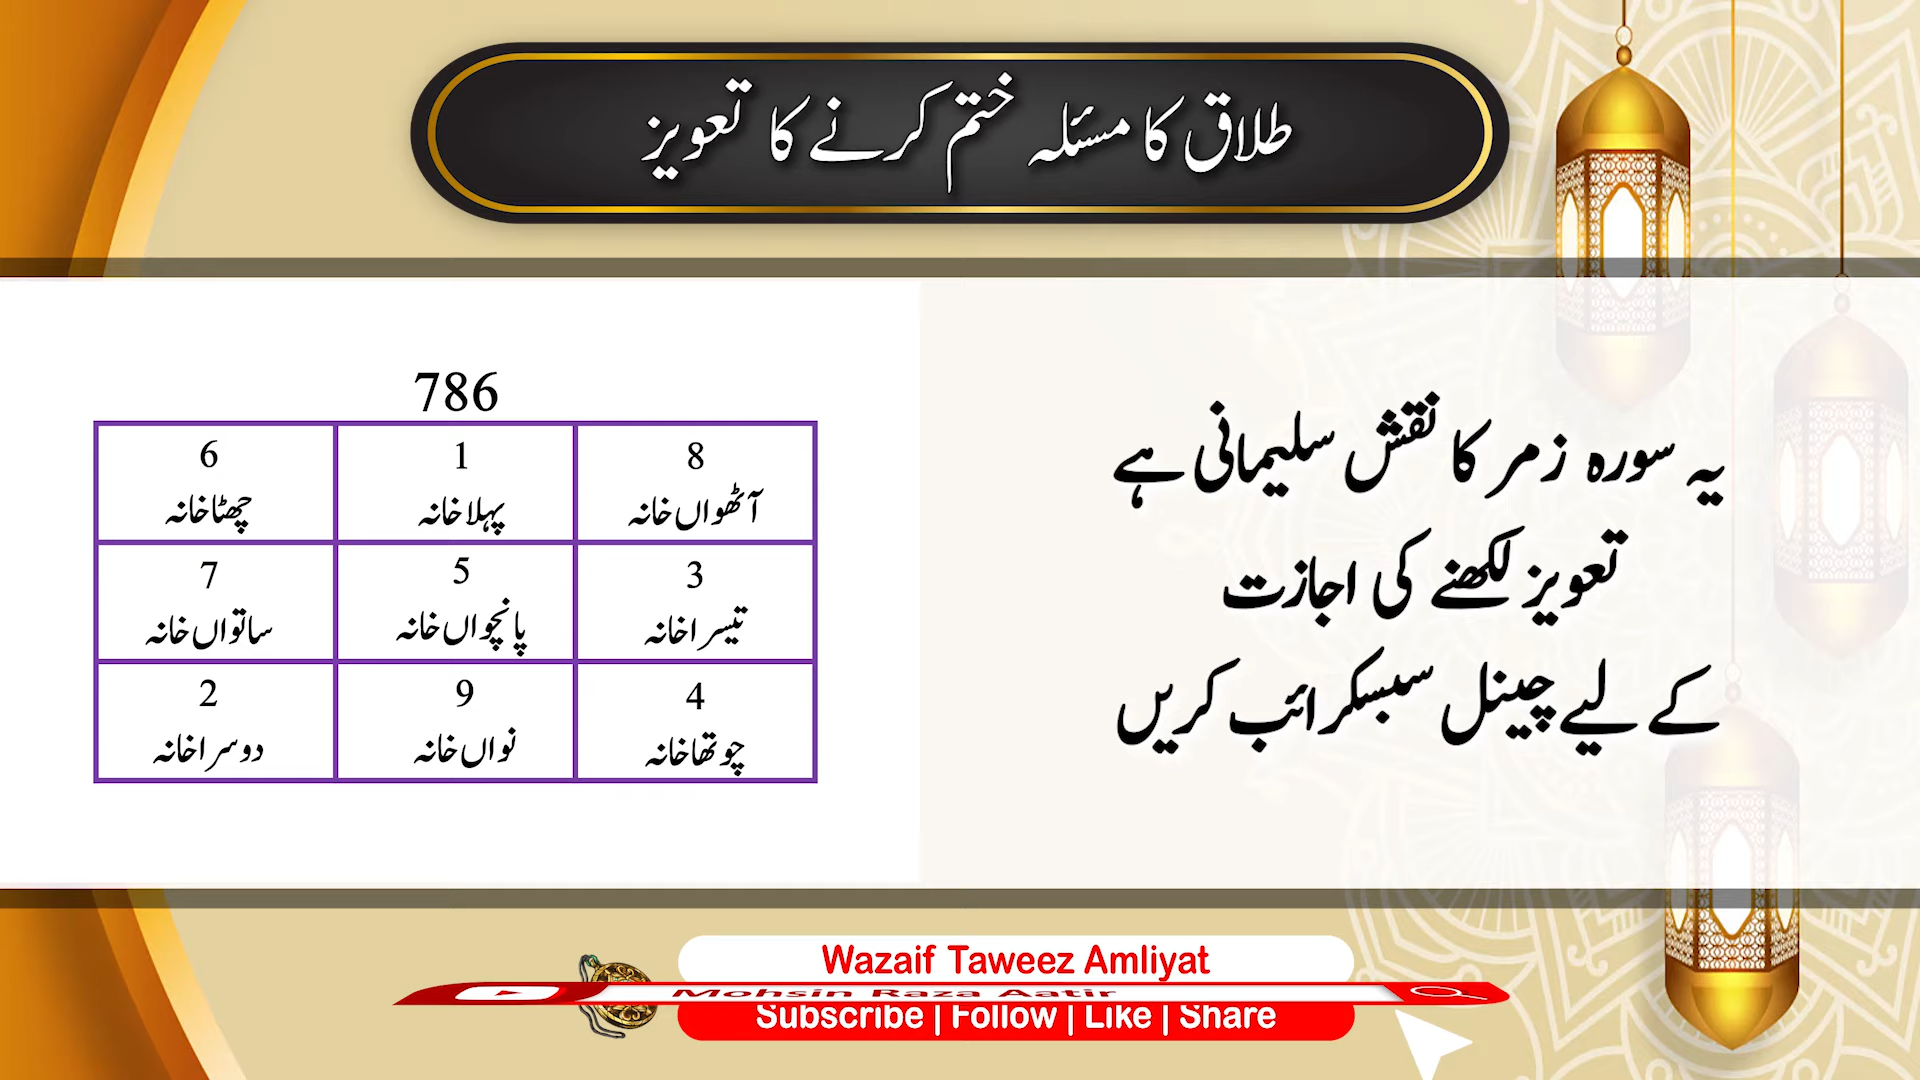 طلاق کا مسئلہ ختم کرنے کا تعویز
786
8 1 6
آٹھواں خانہ پہلا خانہ چھٹا خانہ
3 5 7
تیسرا خانہ پانچواں خانہ ساتواں خانہ
4 9 2
چوتھا خانہ نواں خانہ دوسرا خانہ
یہ سورہ زمر کا نقش سلیمانی ہے
تعویز لکھنے کی اجازت
کے لیے چینل سبسکرائب کریں
Wazaif Taweez Amliyat
Mohsin Raza Aatir
Subscribe | Follow | Like | Share